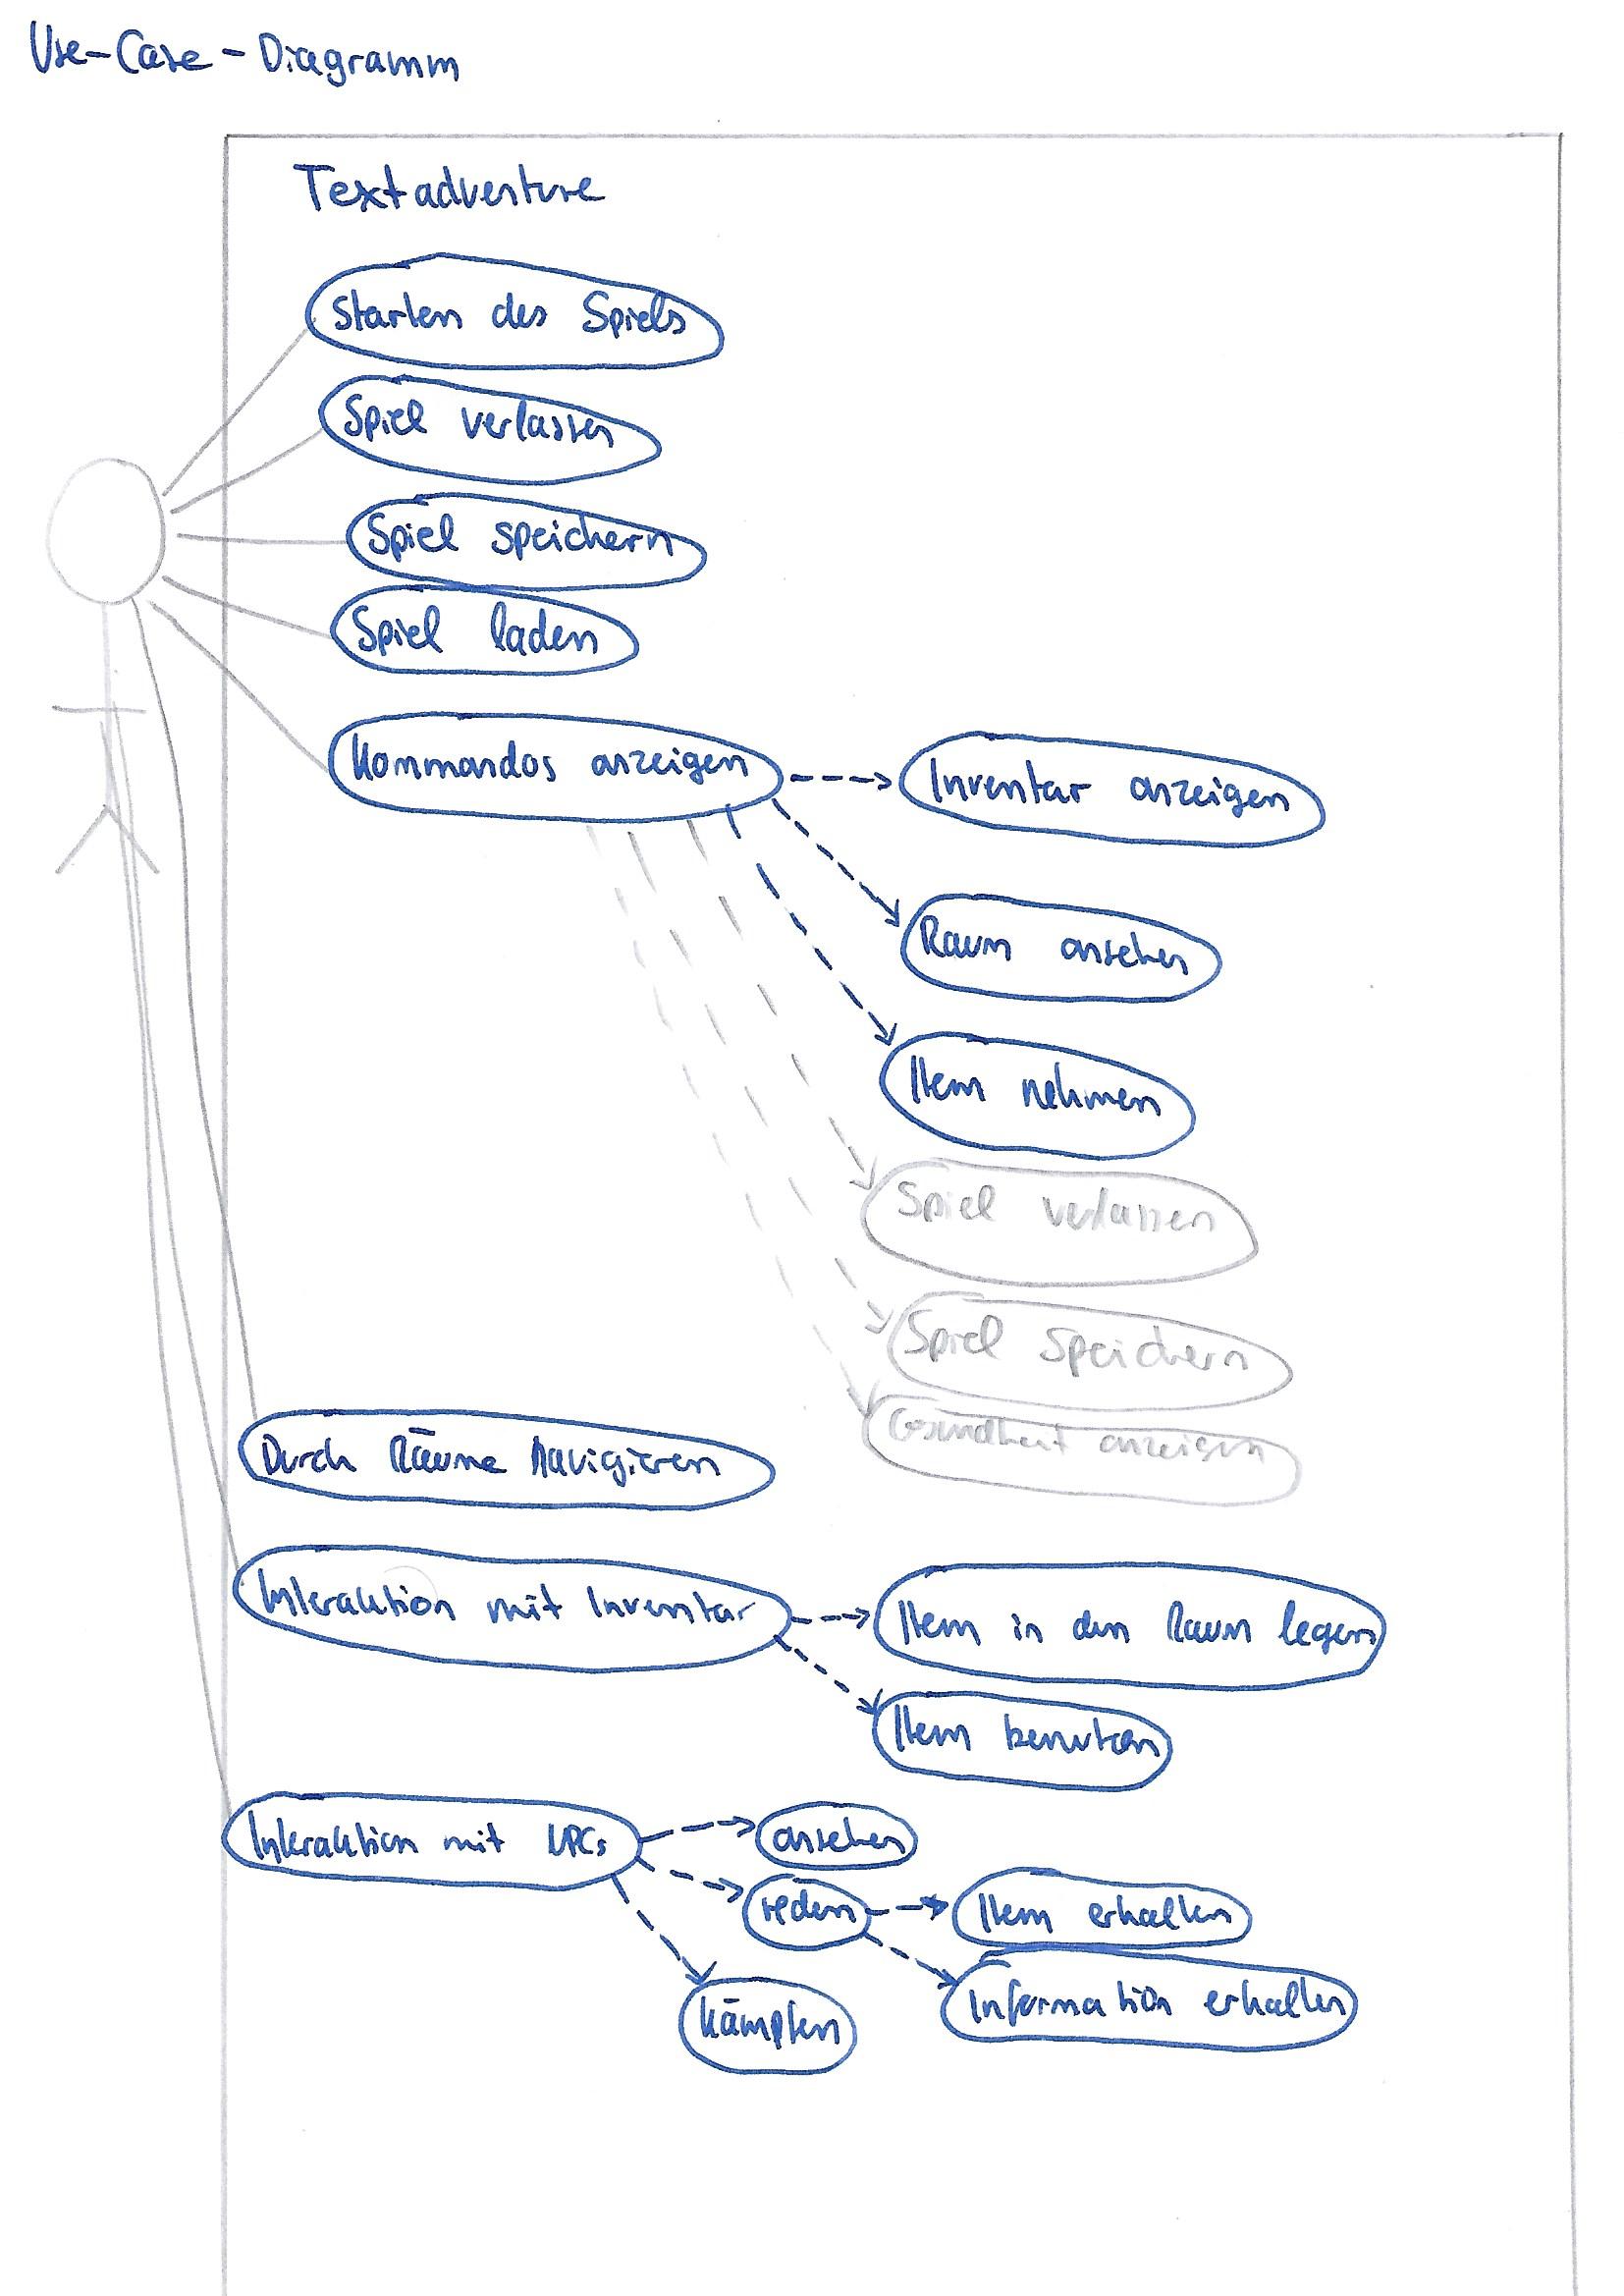 Use-Case-Diagramm
Textadventure
Starten des Spiels
Spiel verlassen
Spiel speichern
Spiel laden
Kommandos anzeigen
Inventar anzeigen
Raum ansehen
Item nehmen
Spiel verlassen
Spiel speichern
Gesundheit anzeigen
Durch Räume Navigieren
Interaktion mit Inventar
Item in den Raum legen
Item benutzen
Interaktion mit NPCs
ansehen
reden
Item erhalten
Information erhalten
kämpfen